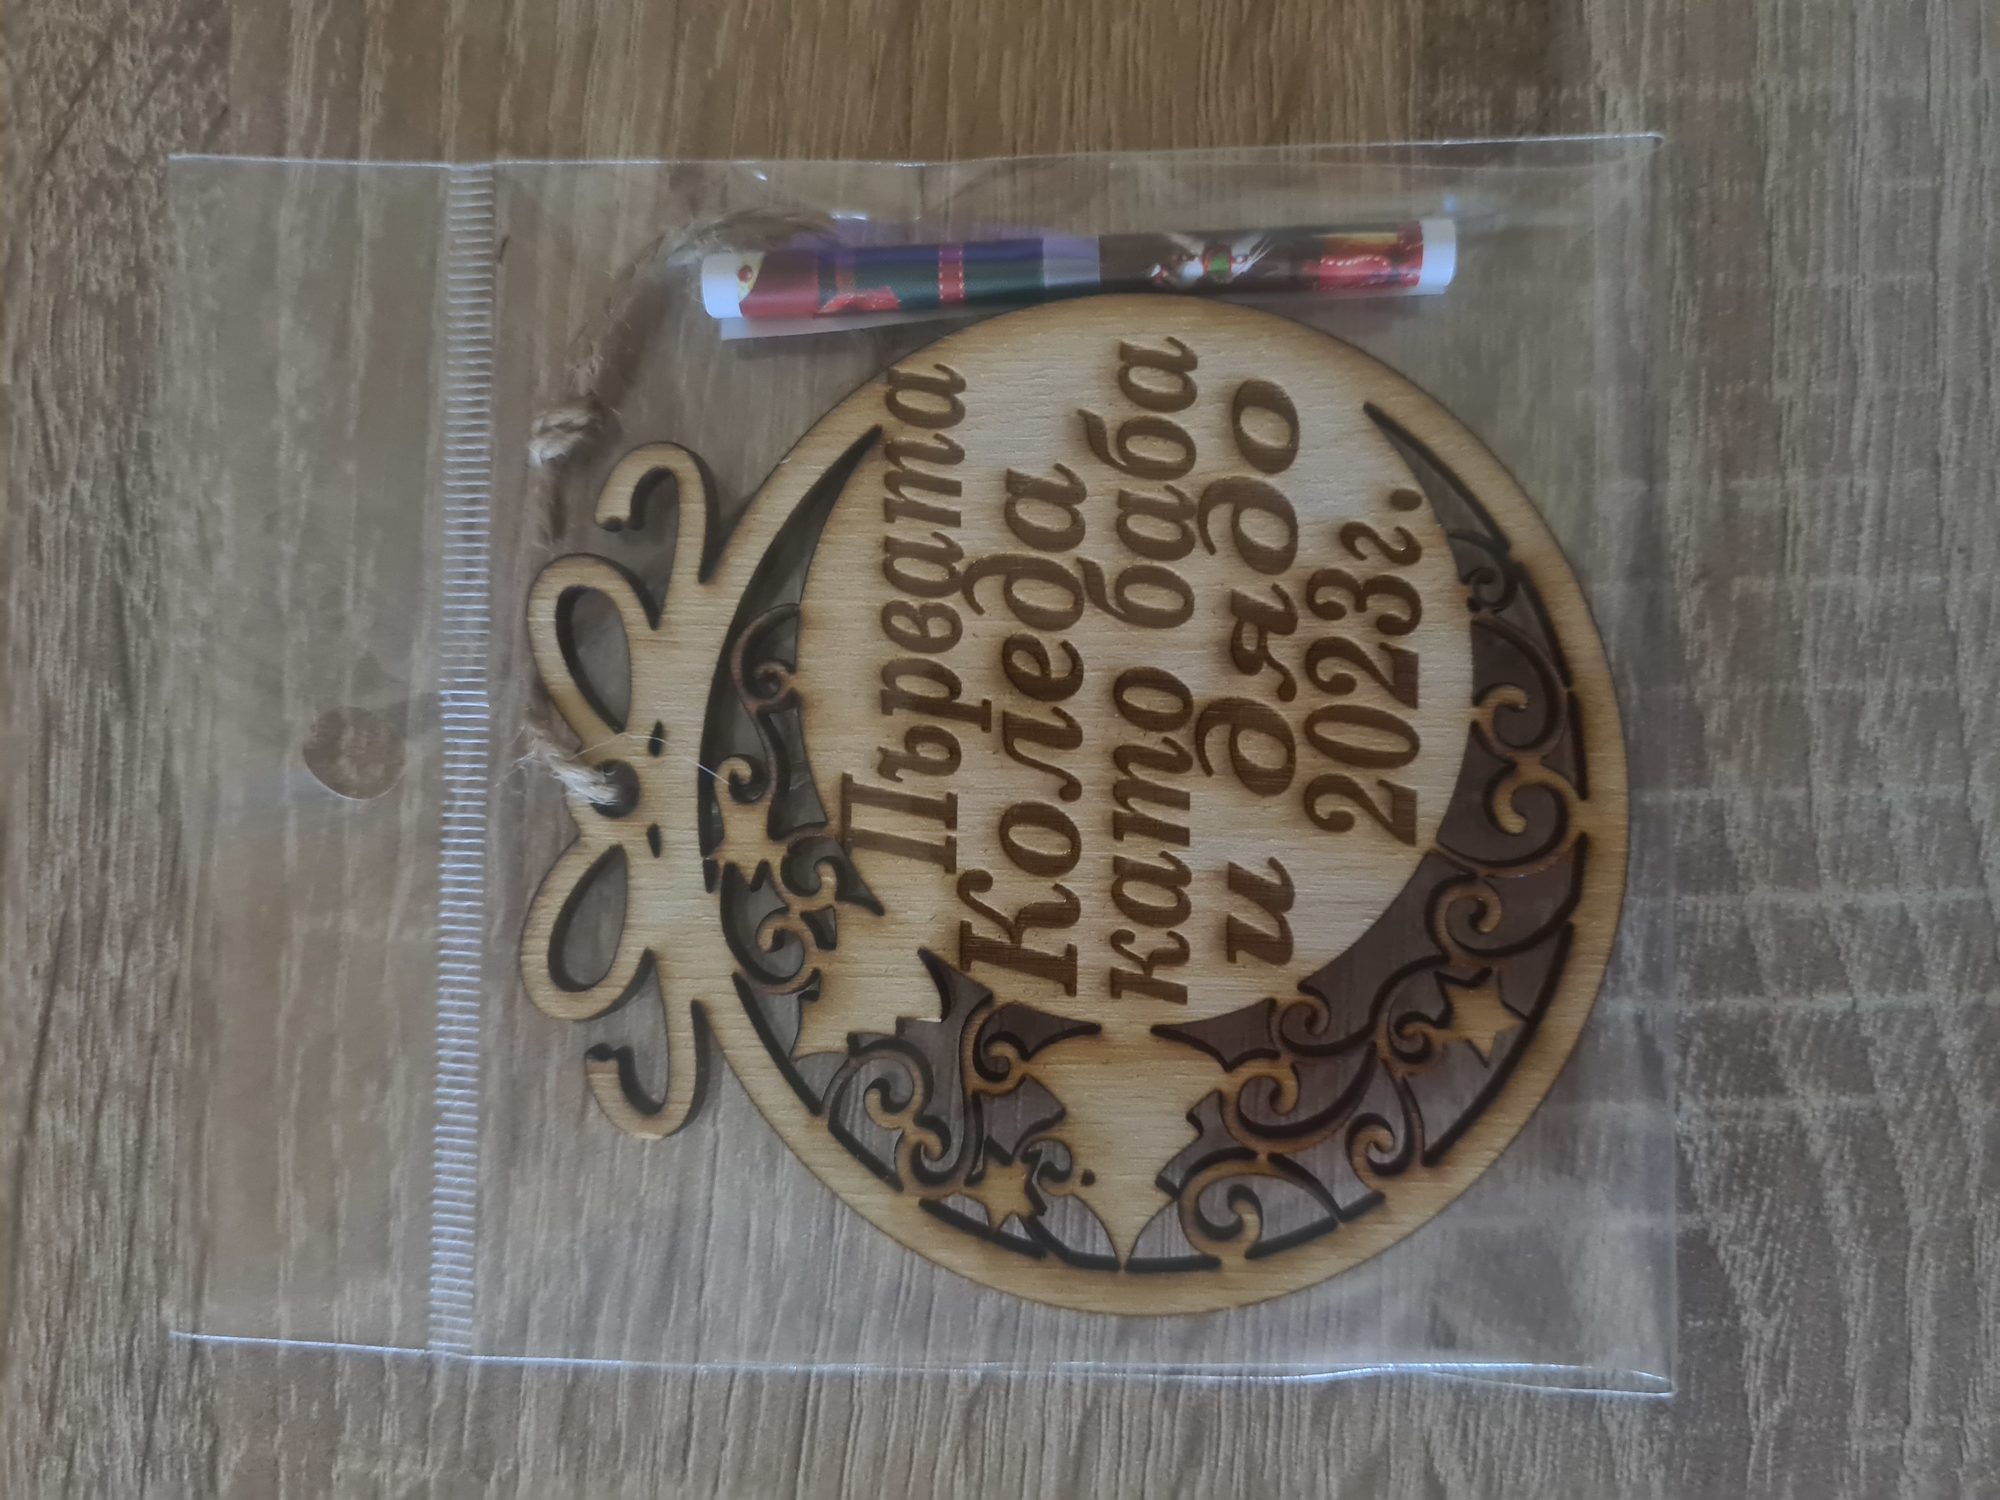 Първата
Коледа
като баба
и дядо
2023г.